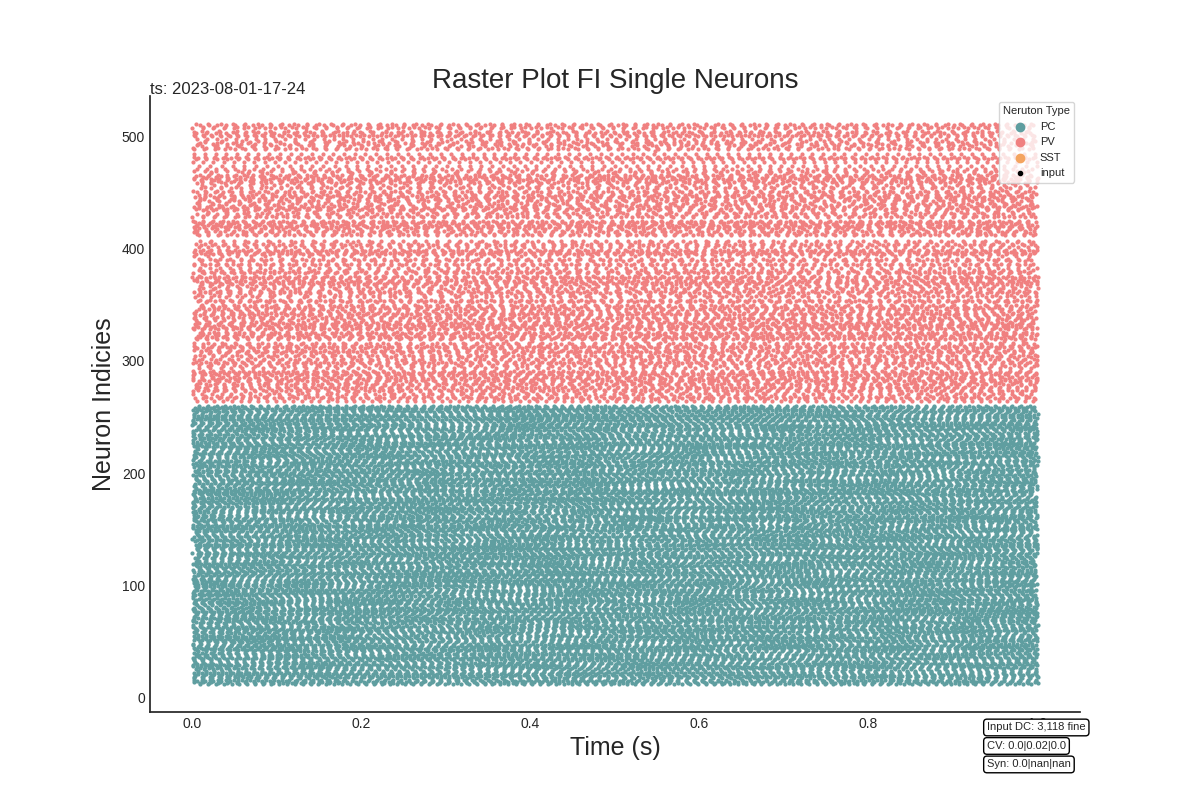 Raster Plot FI Single Neurons
ts: 2023-08-01-17-24
Neruton Type
PC
PV
SST
input
500
400
300
200
100
0
Neuron Indicies
0.0 0.2 0.4 0.6 0.8
Time (s)
Input DC: 3,118 fine
CV: 0.0|0.02|0.0
Syn: 0.0|nan|nan